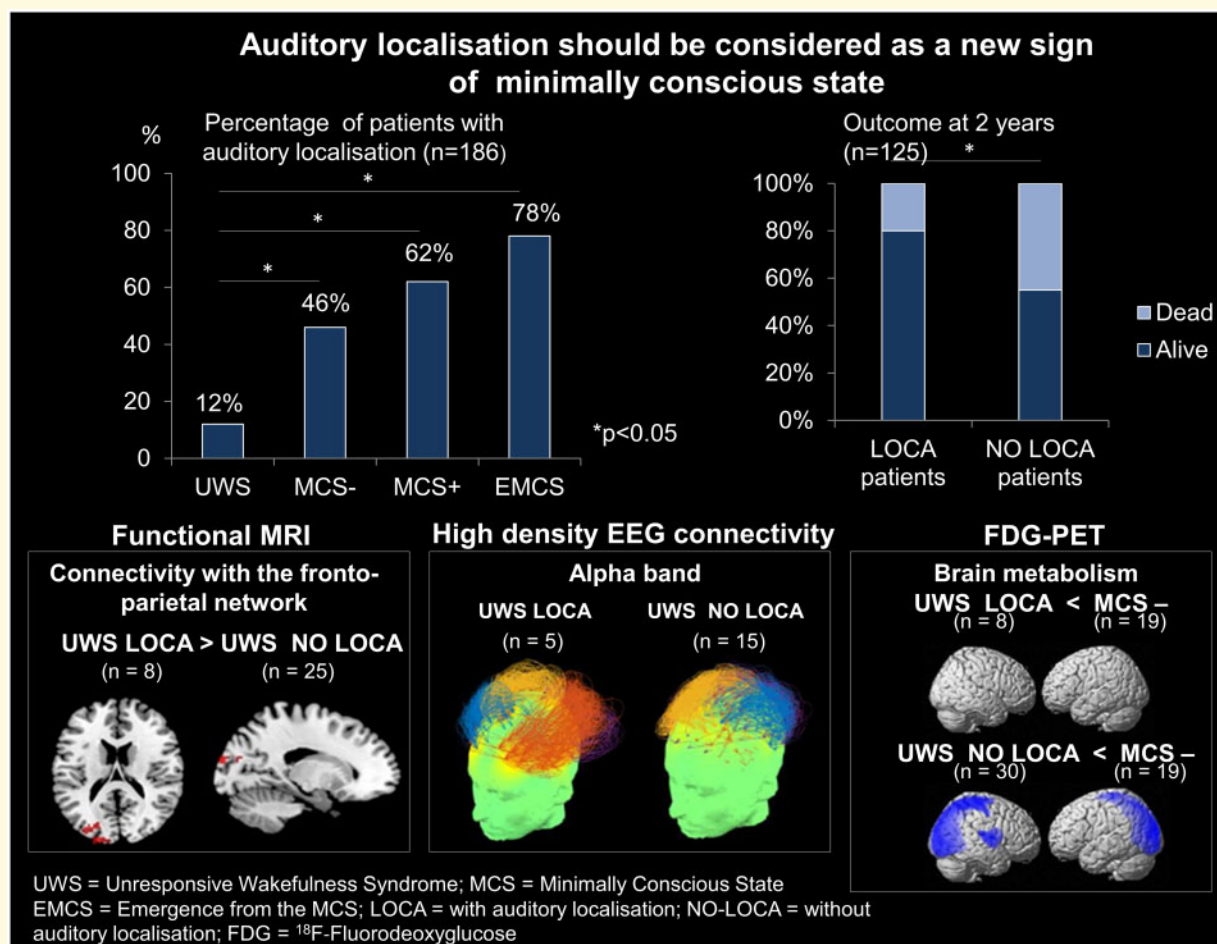 Auditory localisation should be considered as a new sign
of minimally conscious state
Percentage of patients with
auditory localisation (n=186)
%
100
80
60
40
20
0
12%
46%
62%
78%
*
*
*
UWS
MCS-
MCS+
EMCS
*p<0.05
Outcome at 2 years
(n=125)
*
100%
80%
60%
40%
20%
0%
LOCA
patients
NO LOCA
patients
Dead
Alive
Functional MRI
Connectivity with the fronto-
parietal network
UWS LOCA > UWS NO LOCA
(n = 8)
(n = 25)
High density EEG connectivity
Alpha band
UWS LOCA
(n = 5)
UWS NO LOCA
(n = 15)
FDG-PET
Brain metabolism
UWS LOCA < MCS –
(n = 8)
(n = 19)
UWS NO LOCA < MCS –
(n = 30)
(n = 19)
UWS = Unresponsive Wakefulness Syndrome; MCS = Minimally Conscious State
EMCS = Emergence from the MCS; LOCA = with auditory localisation; NO-LOCA = without
auditory localisation; FDG = ¹⁸F-Fluorodeoxyglucose